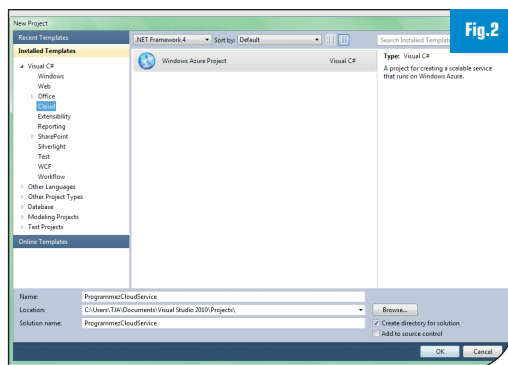 New Project
Fig.2
Recent Templates
.NET Framework 4
Sort by: Default
Search Installed
Installed Templates
Visual C#
Windows
Web
Office
Cloud
Extensibility
Reporting
SharePoint
Silverlight
Test
WCF
Workflow
Other Languages
Other Project Types
Database
Modeling Projects
Test Projects
Online Templates
Windows Azure Project
Visual C#
Type: Visual C#
A project for creating a scalable service
that runs on Windows Azure.
Name: ProgrammezCloudService
Location: C:\Users\TJA\Documents\Visual Studio 2010\Projects\
Browse...
Solution name: ProgrammezCloudService
Create directory for solution
Add to source control
OK
Cancel